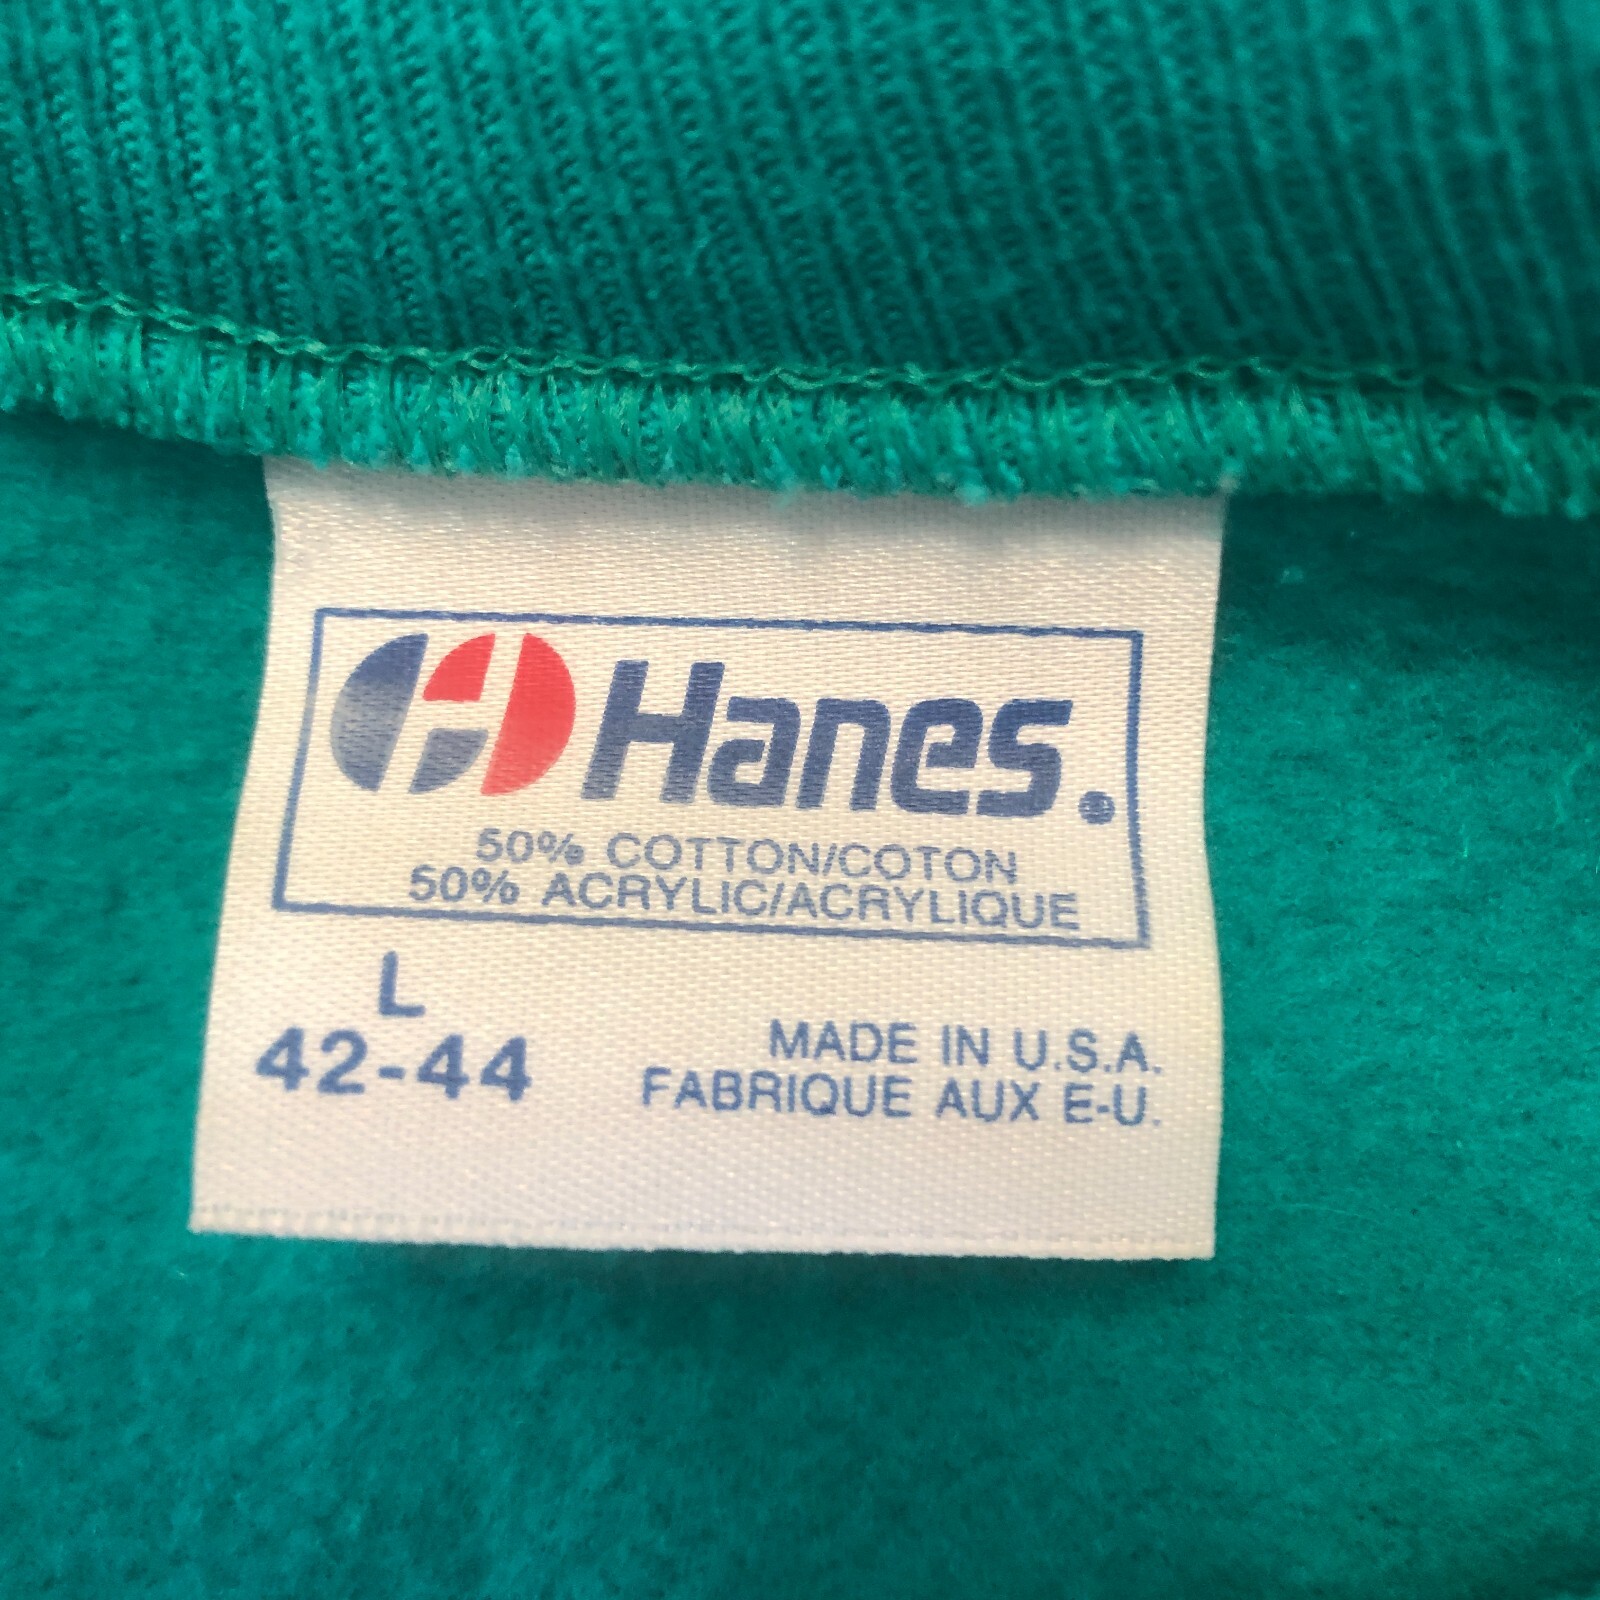 Hanes®
50% COTTON/COTON
50% ACRYLIC/ACRYLIQUE
L
42-44
MADE IN U.S.A.
FABRIQUE AUX E-U.